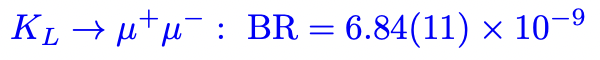 K_L → μ⁺μ⁻ : BR = 6.84(11) × 10⁻⁹